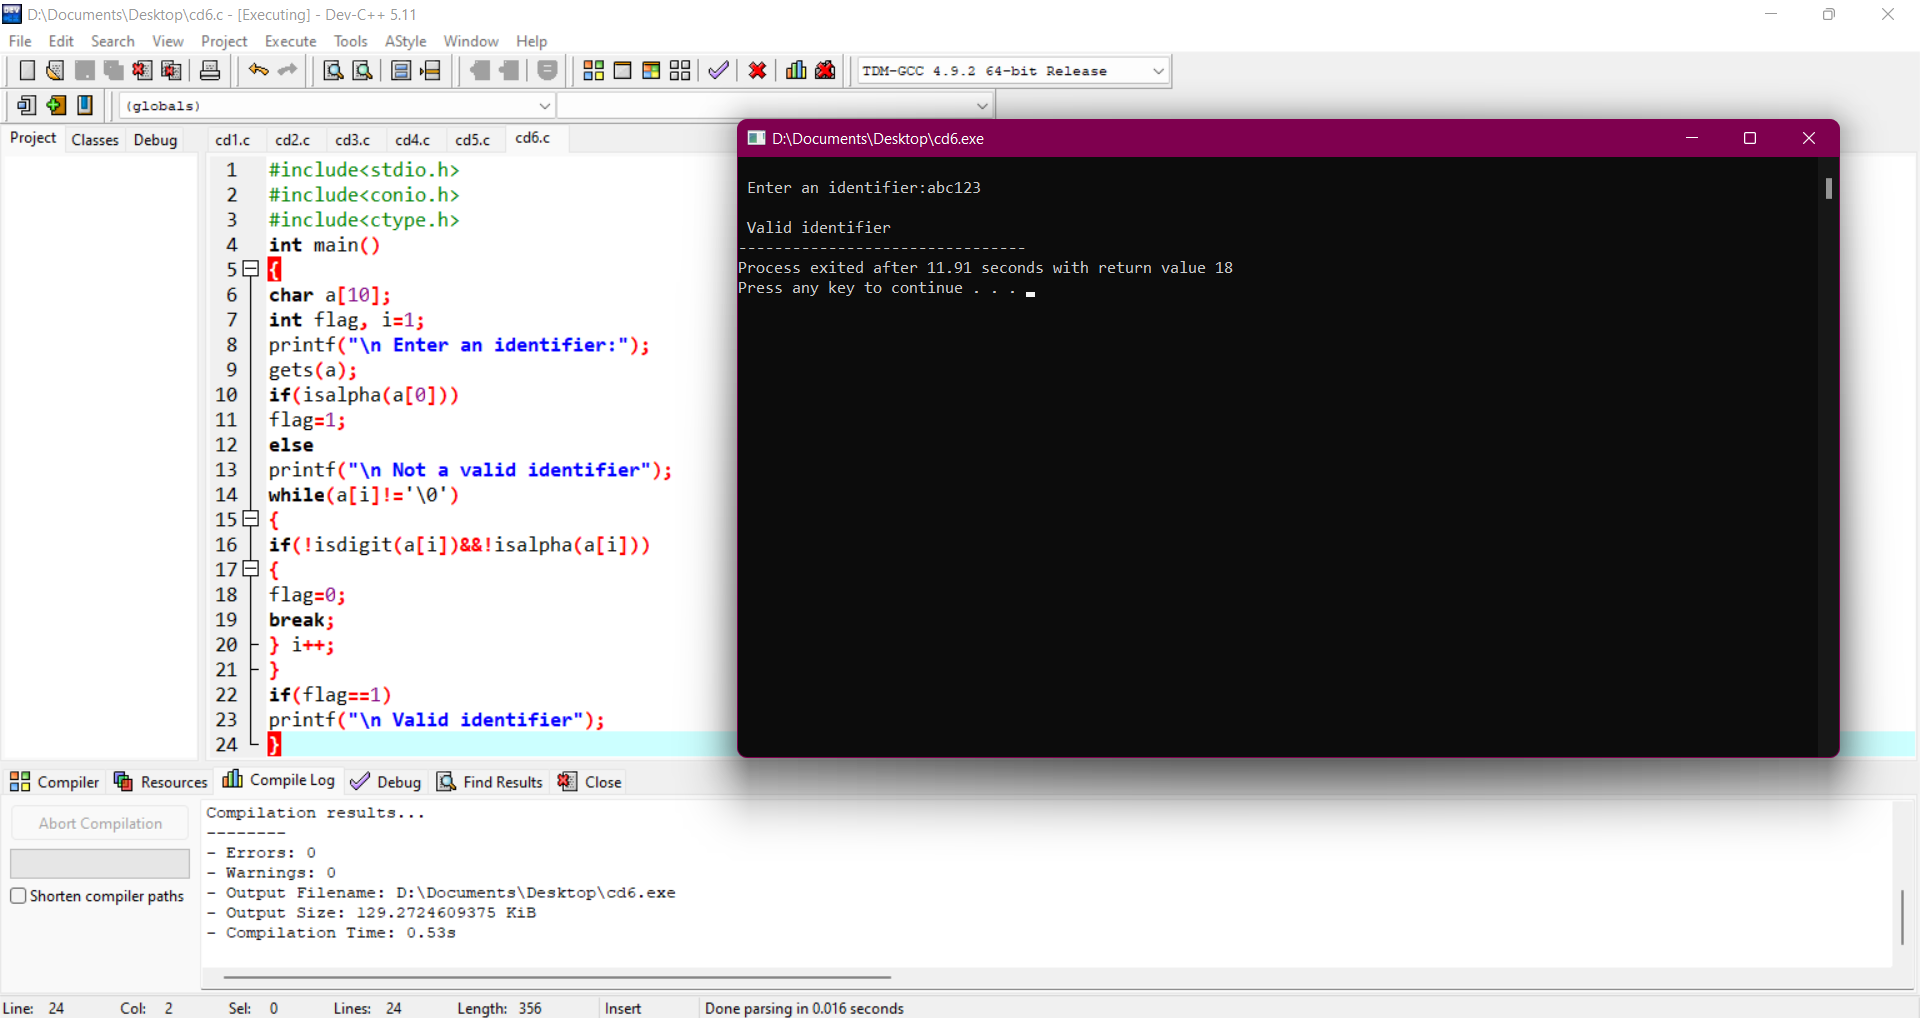 D:\Documents\Desktop\cd6.c - [Executing] - Dev-C++ 5.11
File Edit Search View Project Execute Tools AStyle Window Help
TDM-GCC 4.9.2 64-bit Release
(globals)
Project Classes Debug
cd1.c cd2.c cd3.c cd4.c cd5.c cd6.c
1 #include<stdio.h>
2 #include<conio.h>
3 #include<ctype.h>
4 int main()
5 {
6 char a[10];
7 int flag, i=1;
8 printf("\n Enter an identifier:");
9 gets(a);
10 if(isalpha(a[0]))
11 flag=1;
12 else
13 printf("\n Not a valid identifier");
14 while(a[i]!='\0')
15 {
16 if(!isdigit(a[i])&&!isalpha(a[i]))
17 {
18 flag=0;
19 break;
20 } i++;
21 }
22 if(flag==1)
23 printf("\n Valid identifier");
24 }
D:\Documents\Desktop\cd6.exe
Enter an identifier:abc123
Valid identifier
--------------------------------
Process exited after 11.91 seconds with return value 18
Press any key to continue . . .
Compiler Resources Compile Log Debug Find Results Close
Abort Compilation
Shorten compiler paths
Compilation results...
--------
- Errors: 0
- Warnings: 0
- Output Filename: D:\Documents\Desktop\cd6.exe
- Output Size: 129.2724609375 KiB
- Compilation Time: 0.53s
Line: 24 Col: 2 Sel: 0 Lines: 24 Length: 356 Insert Done parsing in 0.016 seconds